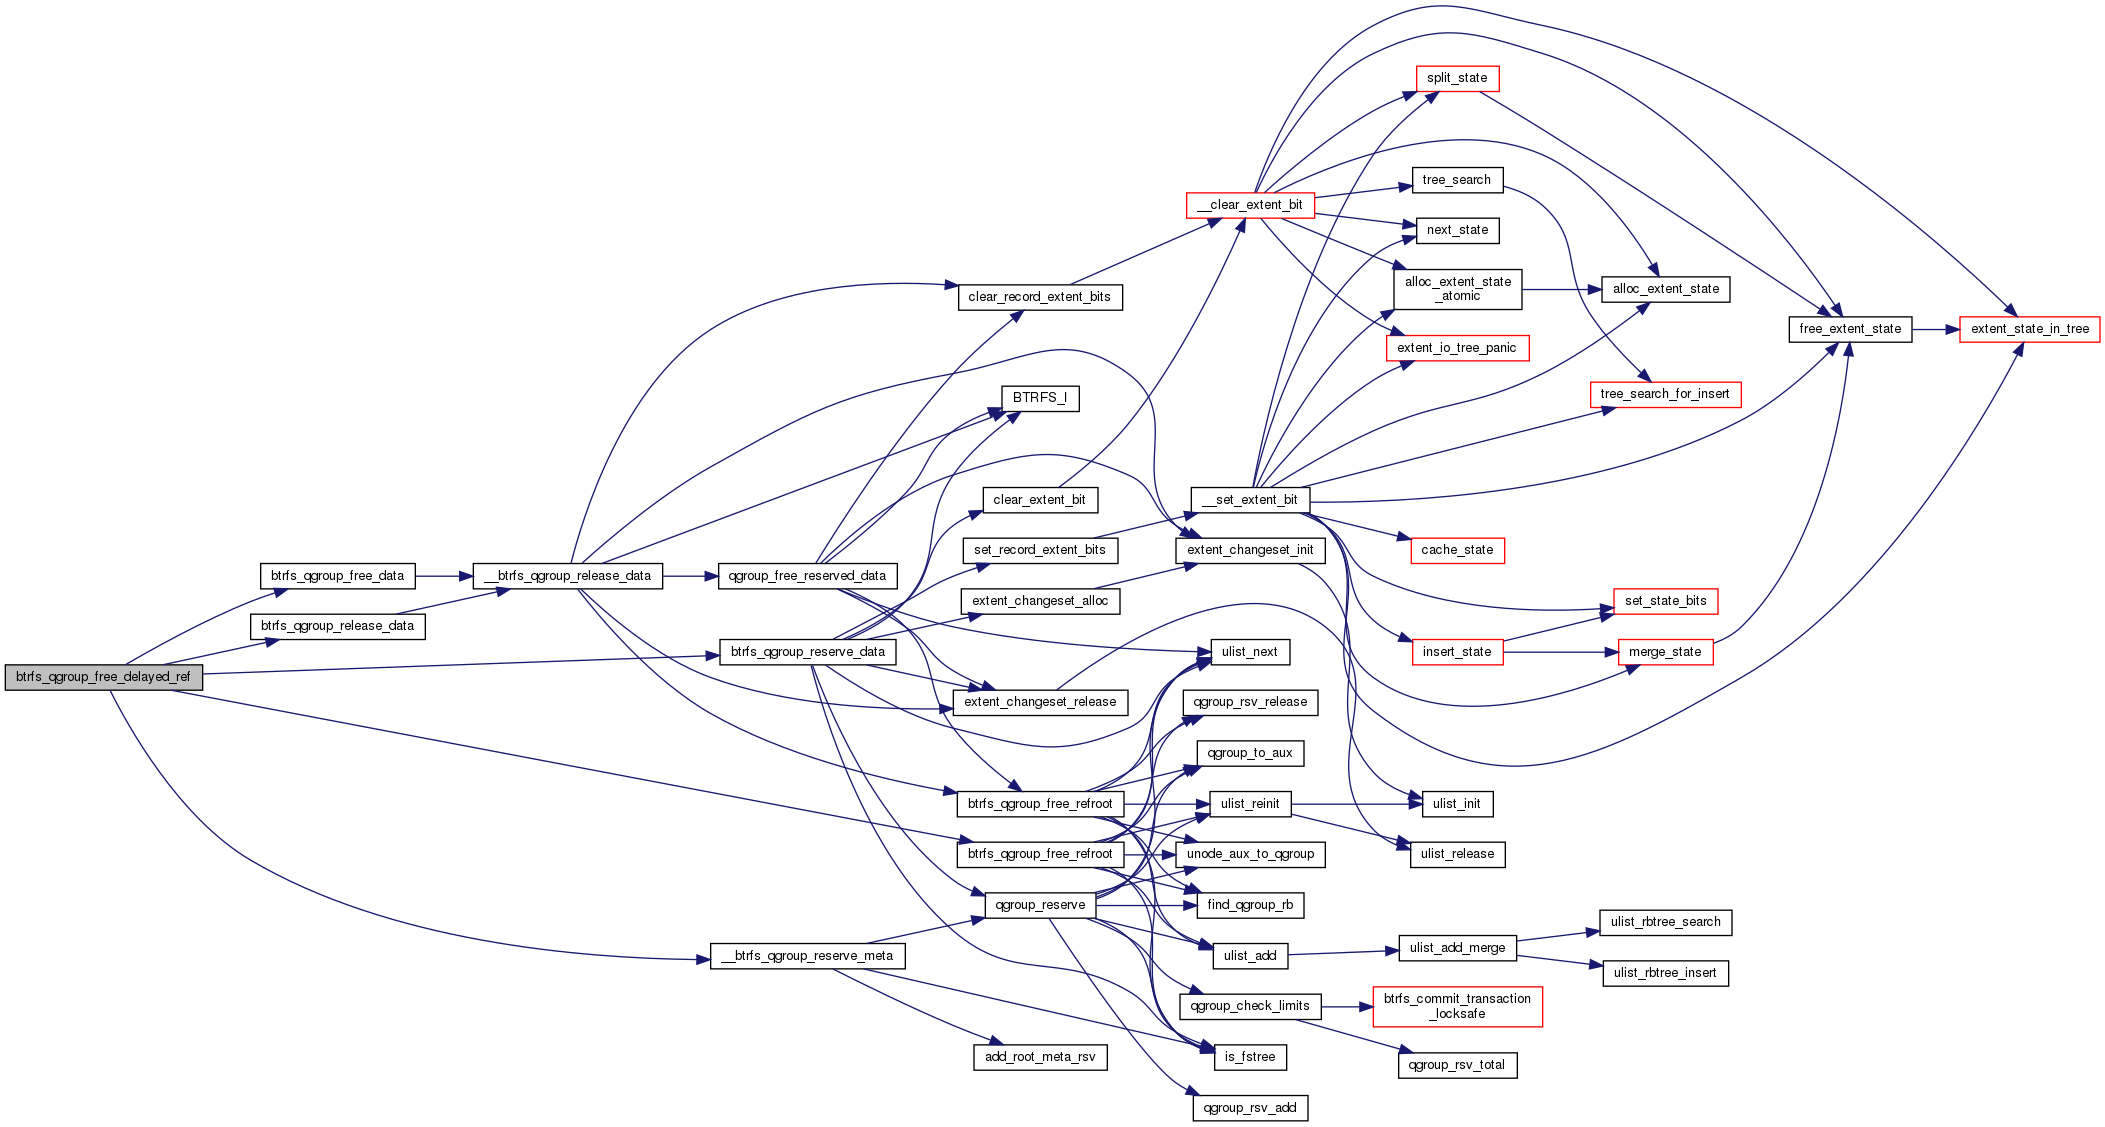 split_state
tree_search
__clear_extent_bit
next_state
alloc_extent_state
_atomic
alloc_extent_state
clear_record_extent_bits
free_extent_state
extent_state_in_tree
extent_io_tree_panic
BTRFS_I
tree_search_for_insert
clear_extent_bit
__set_extent_bit
set_record_extent_bits
extent_changeset_init
cache_state
btrfs_qgroup_free_data
__btrfs_qgroup_release_data
qgroup_free_reserved_data
extent_changeset_alloc
set_state_bits
btrfs_qgroup_release_data
btrfs_qgroup_reserve_data
ulist_next
insert_state
merge_state
btrfs_qgroup_free_delayed_ref
extent_changeset_release
qgroup_rsv_release
qgroup_to_aux
btrfs_qgroup_free_refroot
ulist_reinit
ulist_init
btrfs_qgroup_free_refroot
unode_aux_to_qgroup
ulist_release
qgroup_reserve
find_qgroup_rb
ulist_rbtree_search
__btrfs_qgroup_reserve_meta
ulist_add
ulist_add_merge
ulist_rbtree_insert
qgroup_check_limits
btrfs_commit_transaction
_locksafe
add_root_meta_rsv
is_fstree
qgroup_rsv_total
qgroup_rsv_add